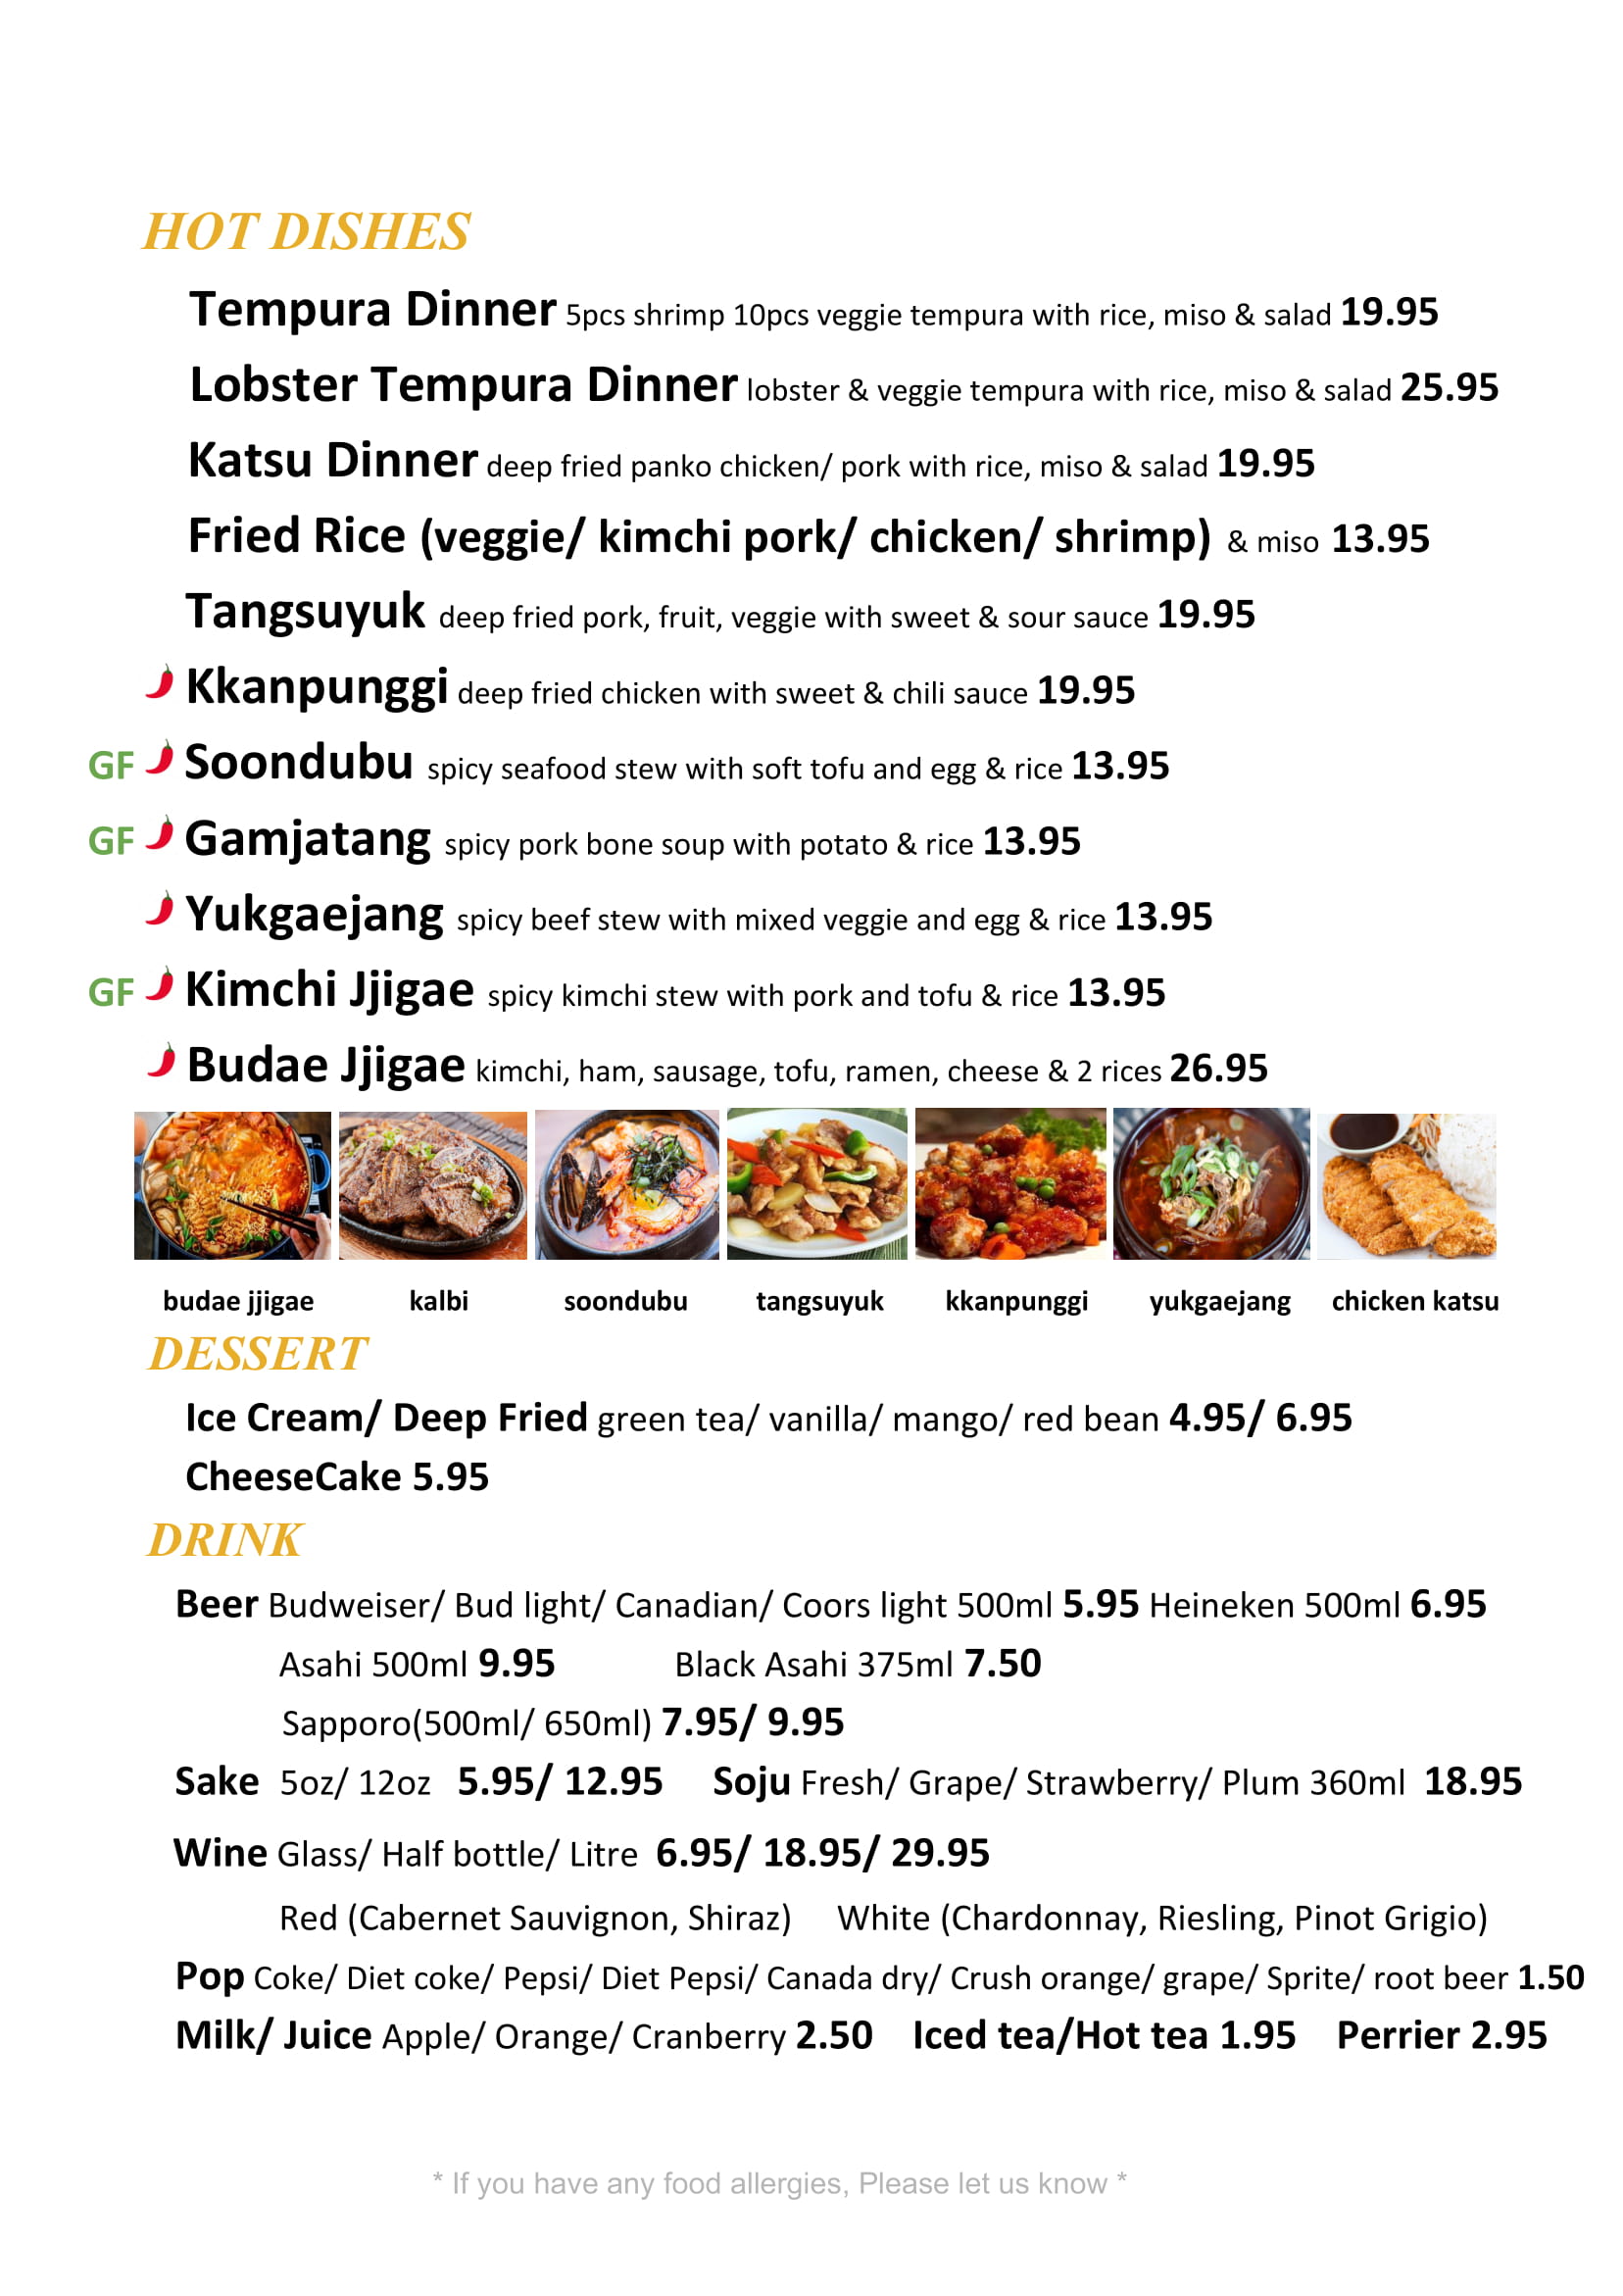 HOT DISHES
Tempura Dinner 5pcs shrimp 10pcs veggie tempura with rice, miso & salad 19.95
Lobster Tempura Dinner lobster & veggie tempura with rice, miso & salad 25.95
Katsu Dinner deep fried panko chicken/ pork with rice, miso & salad 19.95
Fried Rice (veggie/ kimchi pork/ chicken/ shrimp) & miso 13.95
Tangsuyuk deep fried pork, fruit, veggie with sweet & sour sauce 19.95
Kkanpunggi deep fried chicken with sweet & chili sauce 19.95
GF Soondubu spicy seafood stew with soft tofu and egg & rice 13.95
GF Gamjatang spicy pork bone soup with potato & rice 13.95
Yukgaejang spicy beef stew with mixed veggie and egg & rice 13.95
GF Kimchi Jjigae spicy kimchi stew with pork and tofu & rice 13.95
Budae Jjigae kimchi, ham, sausage, tofu, ramen, cheese & 2 rices 26.95
budae jjigae kalbi soondubu tangsuyuk kkanpunggi yukgaejang chicken katsu
DESSERT
Ice Cream/ Deep Fried green tea/ vanilla/ mango/ red bean 4.95/ 6.95
CheeseCake 5.95
DRINK
Beer Budweiser/ Bud light/ Canadian/ Coors light 500ml 5.95 Heineken 500ml 6.95
Asahi 500ml 9.95 Black Asahi 375ml 7.50
Sapporo(500ml/ 650ml) 7.95/ 9.95
Sake 5oz/ 12oz 5.95/ 12.95 Soju Fresh/ Grape/ Strawberry/ Plum 360ml 18.95
Wine Glass/ Half bottle/ Litre 6.95/ 18.95/ 29.95
Red (Cabernet Sauvignon, Shiraz) White (Chardonnay, Riesling, Pinot Grigio)
Pop Coke/ Diet coke/ Pepsi/ Diet Pepsi/ Canada dry/ Crush orange/ grape/ Sprite/ root beer 1.50
Milk/ Juice Apple/ Orange/ Cranberry 2.50 Iced tea/Hot tea 1.95 Perrier 2.95
* If you have any food allergies, Please let us know *